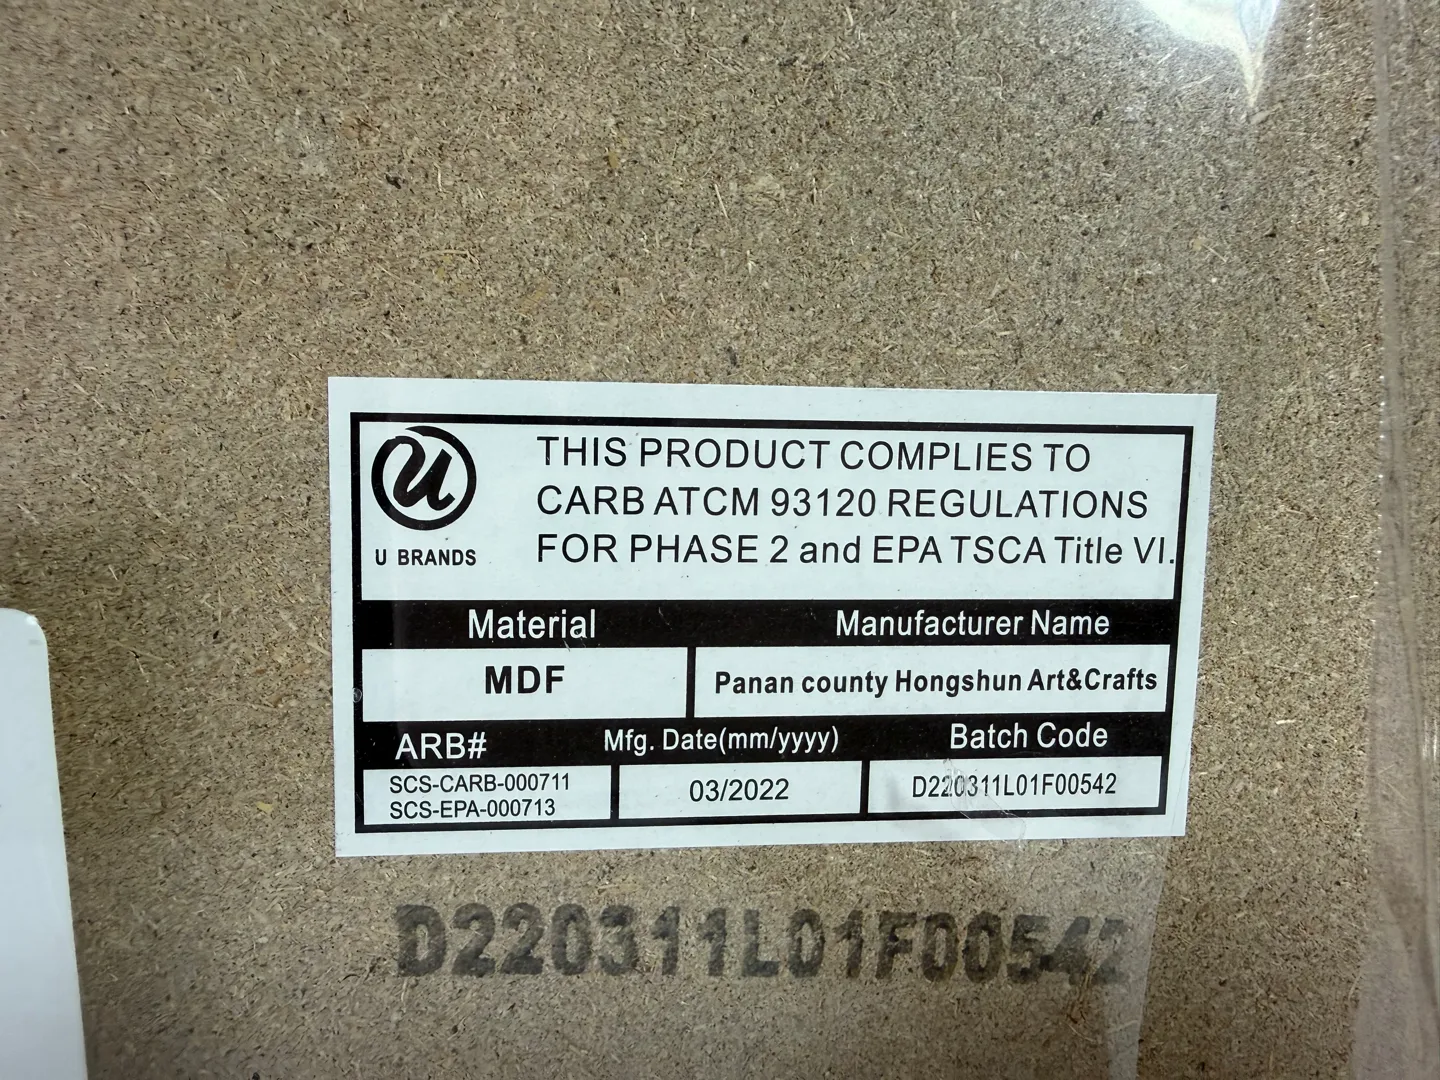 U
U BRANDS
THIS PRODUCT COMPLIES TO
CARB ATCM 93120 REGULATIONS
FOR PHASE 2 and EPA TSCA Title VI.
Material
Manufacturer Name
MDF
Panan county Hongshun Art&Crafts
ARB#
Mfg. Date(mm/yyyy)
Batch Code
SCS-CARB-000711
SCS-EPA-000713
03/2022
D220311L01F00542
D220311L01F00542